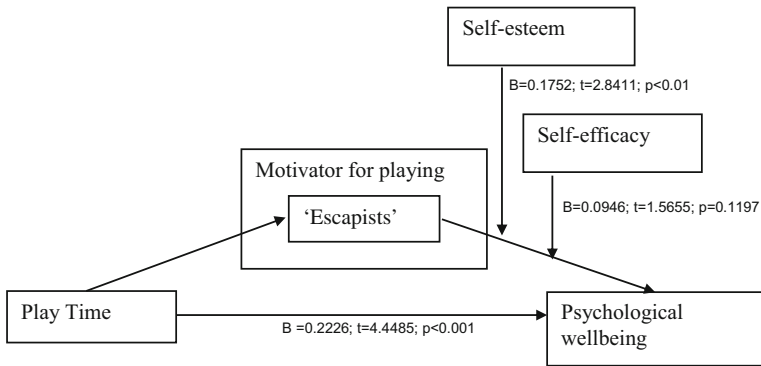 Self-esteem
B=0.1752; t=2.8411; p<0.01
Self-efficacy
Motivator for playing
‘Escapists’
B=0.0946; t=1.5655; p=0.1197
Play Time
B =0.2226; t=4.4485; p<0.001
Psychological
wellbeing